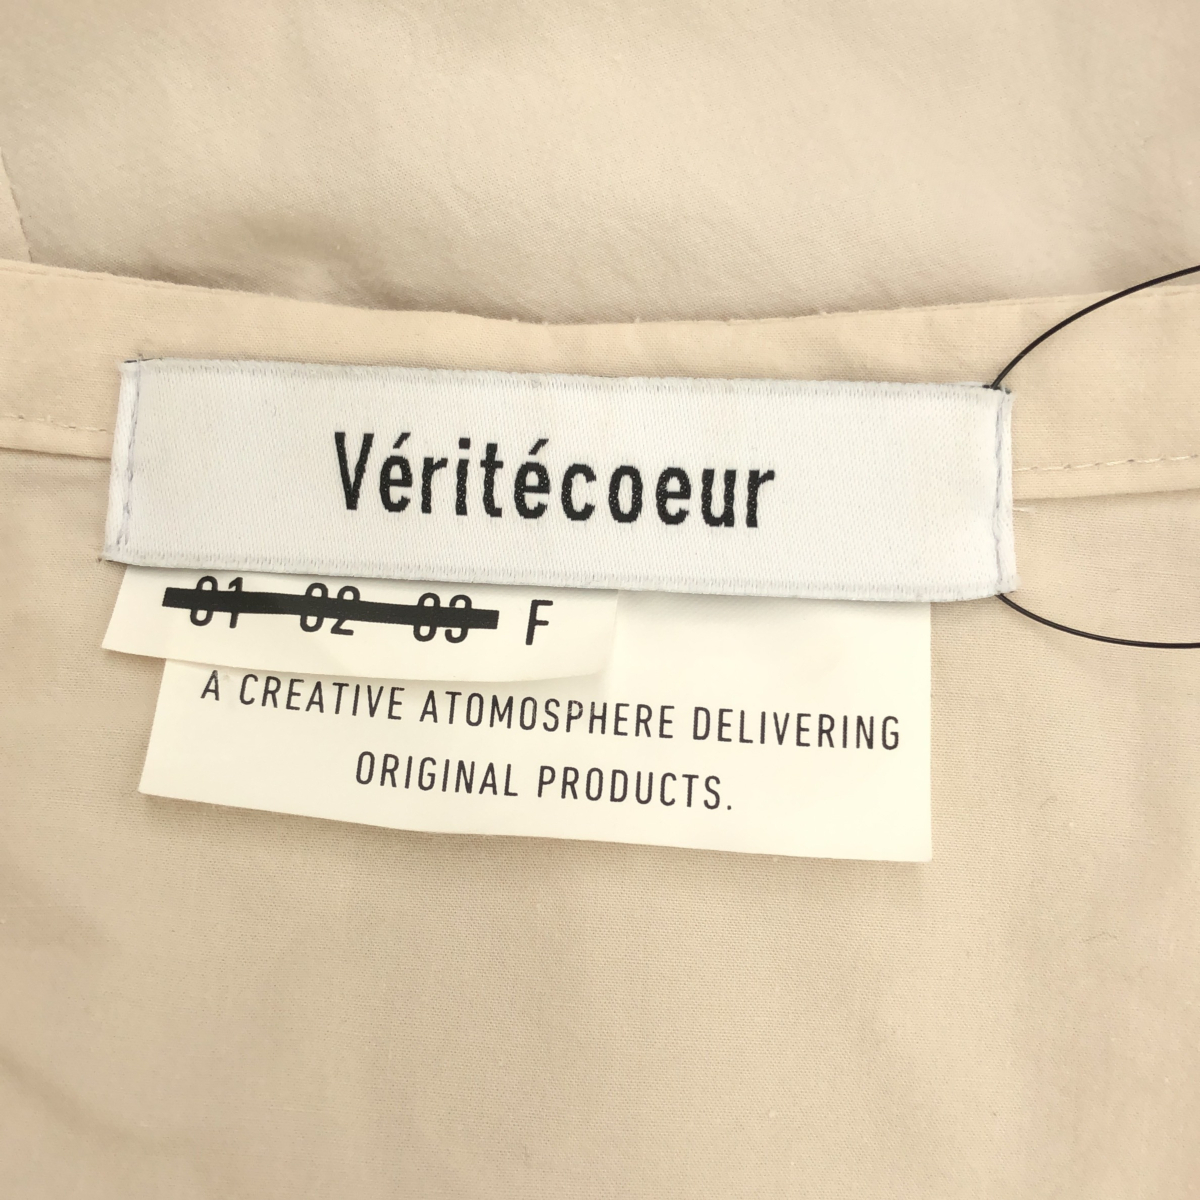 Véritécoeur
01 02 03 F
A CREATIVE ATOMOSPHERE DELIVERING
ORIGINAL PRODUCTS.